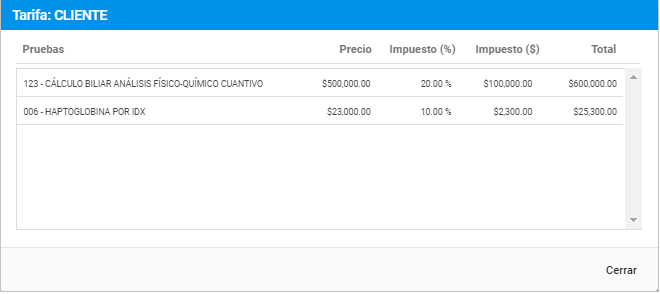 Tarifa: CLIENTE
Pruebas Precio Impuesto (%) Impuesto ($) Total
123 - CÁLCULO BILIAR ANÁLISIS FÍSICO-QUÍMICO CUANTIVO $500,000.00 20.00 % $100,000.00 $600,000.00
006 - HAPTOGLOBINA POR IDX $23,000.00 10.00 % $2,300.00 $25,300.00
Cerrar